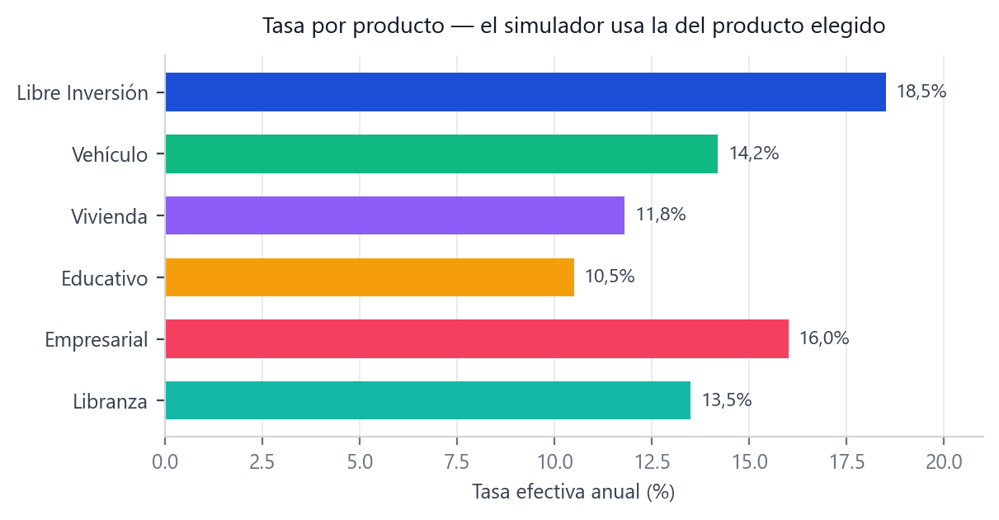 Tasa por producto — el simulador usa la del producto elegido
Libre Inversión 18,5%
Vehículo 14,2%
Vivienda 11,8%
Educativo 10,5%
Empresarial 16,0%
Libranza 13,5%
0.0 2.5 5.0 7.5 10.0 12.5 15.0 17.5 20.0
Tasa efectiva anual (%)